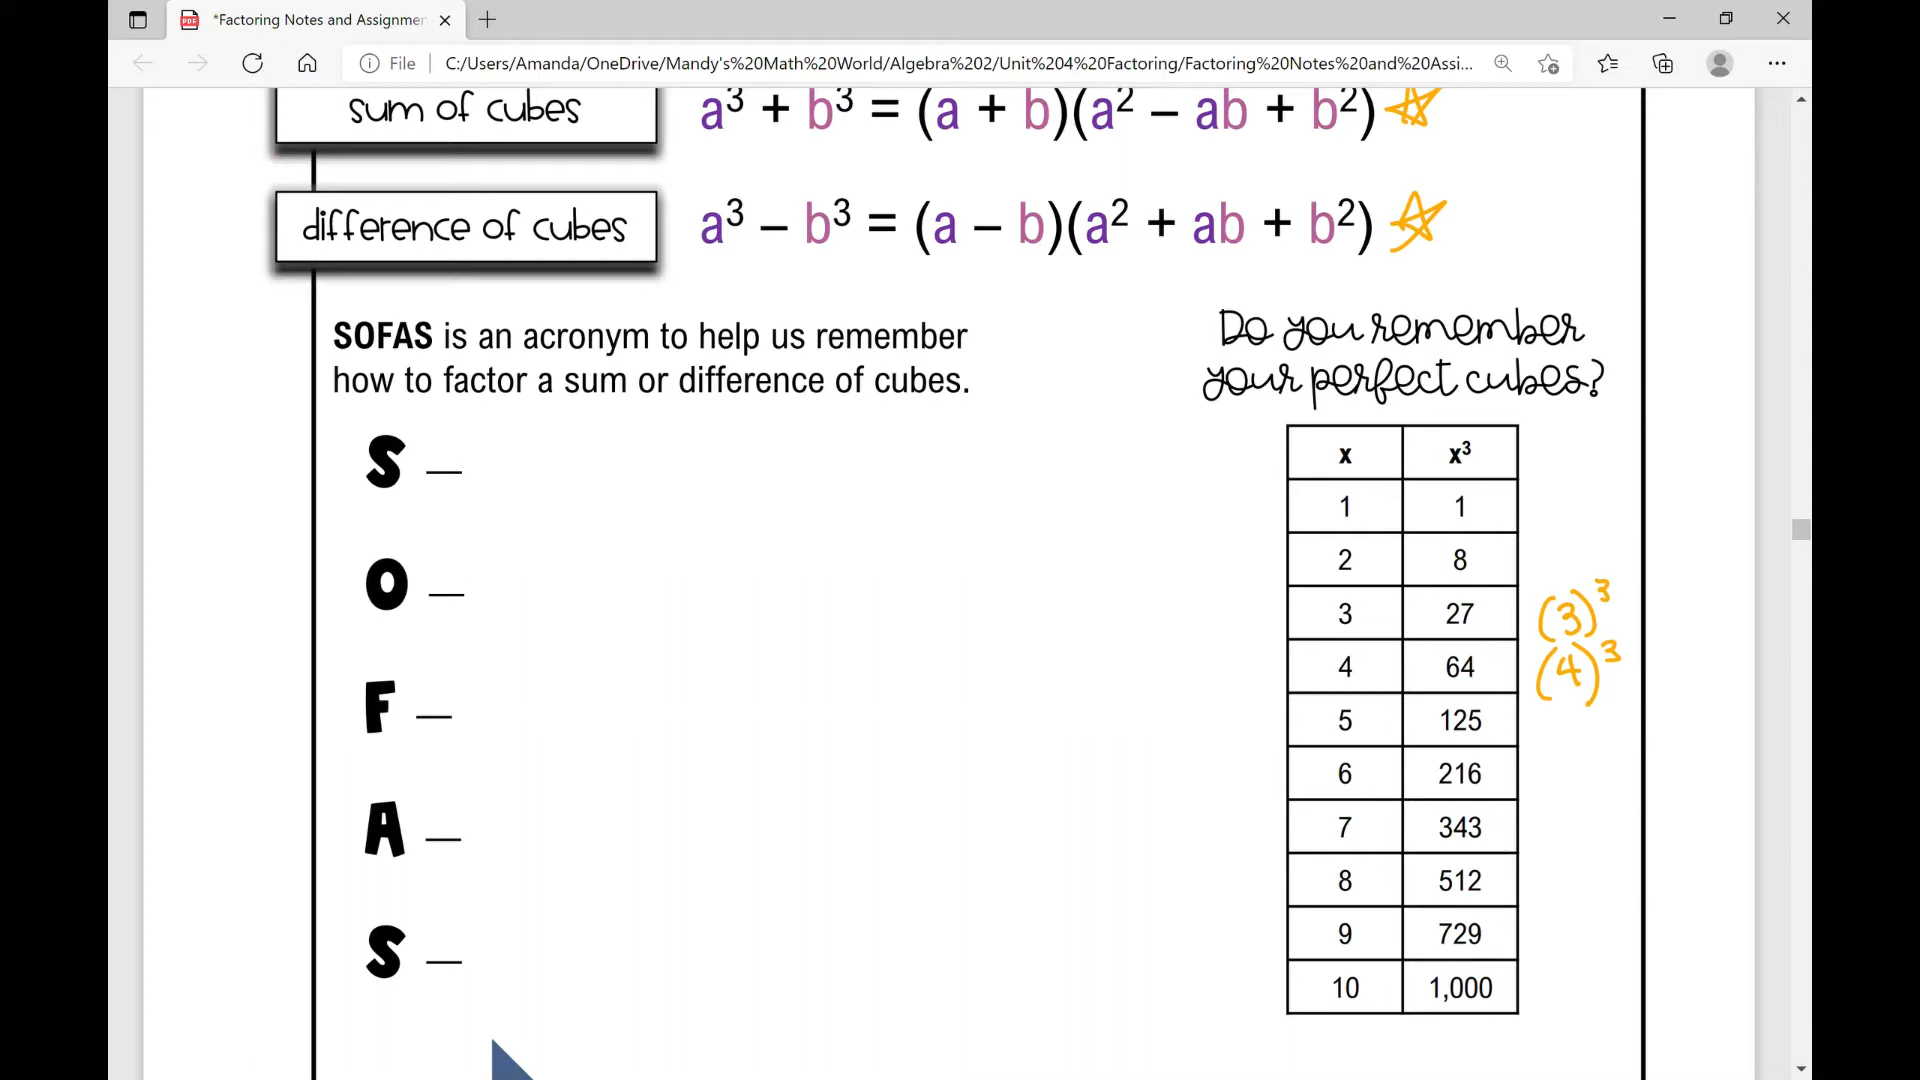 *Factoring Notes and Assignmen
File
C:/Users/Amanda/OneDrive/Mandy's%20Math%20World/Algebra%202/Unit%204%20Factoring/Factoring%20Notes%20and%20Assi...
sum of cubes
a³ + b³ = (a + b)(a² – ab + b²)
difference of cubes
a³ – b³ = (a – b)(a² + ab + b²)
SOFAS is an acronym to help us remember
how to factor a sum or difference of cubes.
S –
O –
F –
A –
S –
Do you remember
your perfect cubes?
x x³
1 1
2 8
3 27 (3)³
4 64 (4)³
5 125
6 216
7 343
8 512
9 729
10 1,000